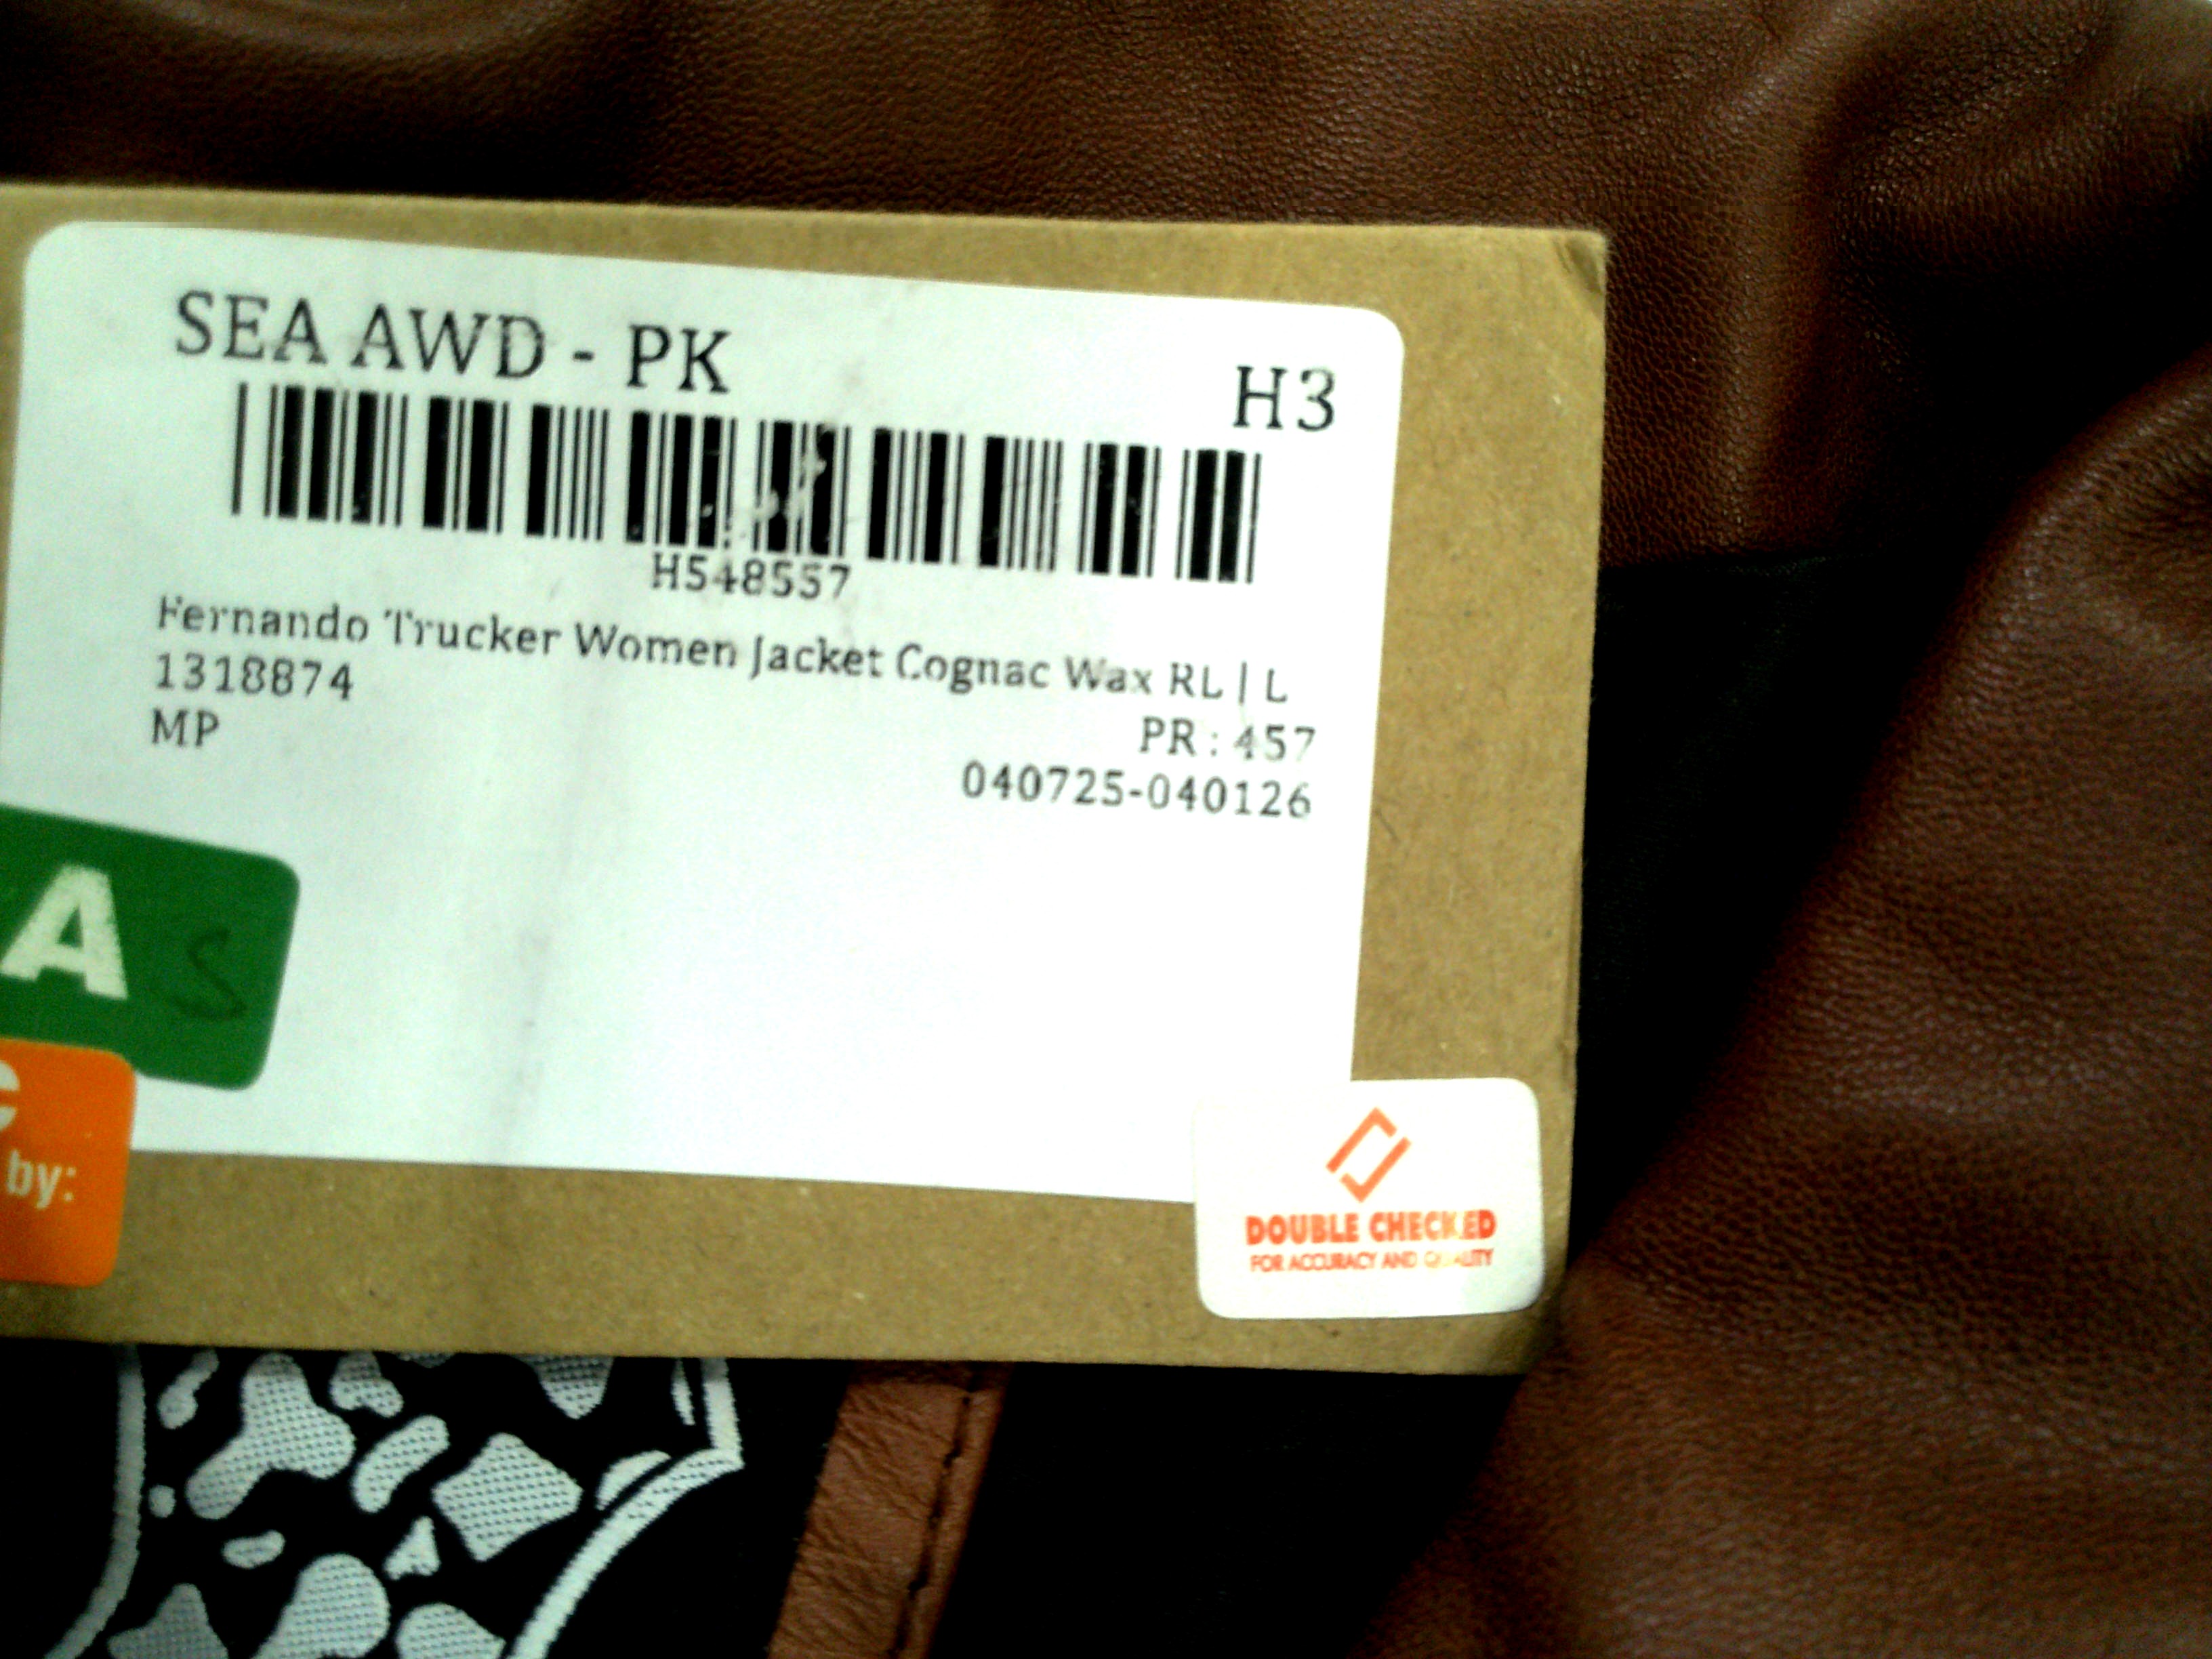 SEA AWD - PK
H3
H548557
Fernando Trucker Women Jacket Cognac Wax RL | L
1318874
MP
PR : 457
040725-040126
A S
C
by:
DOUBLE CHECKED
FOR ACCURACY AND QUALITY